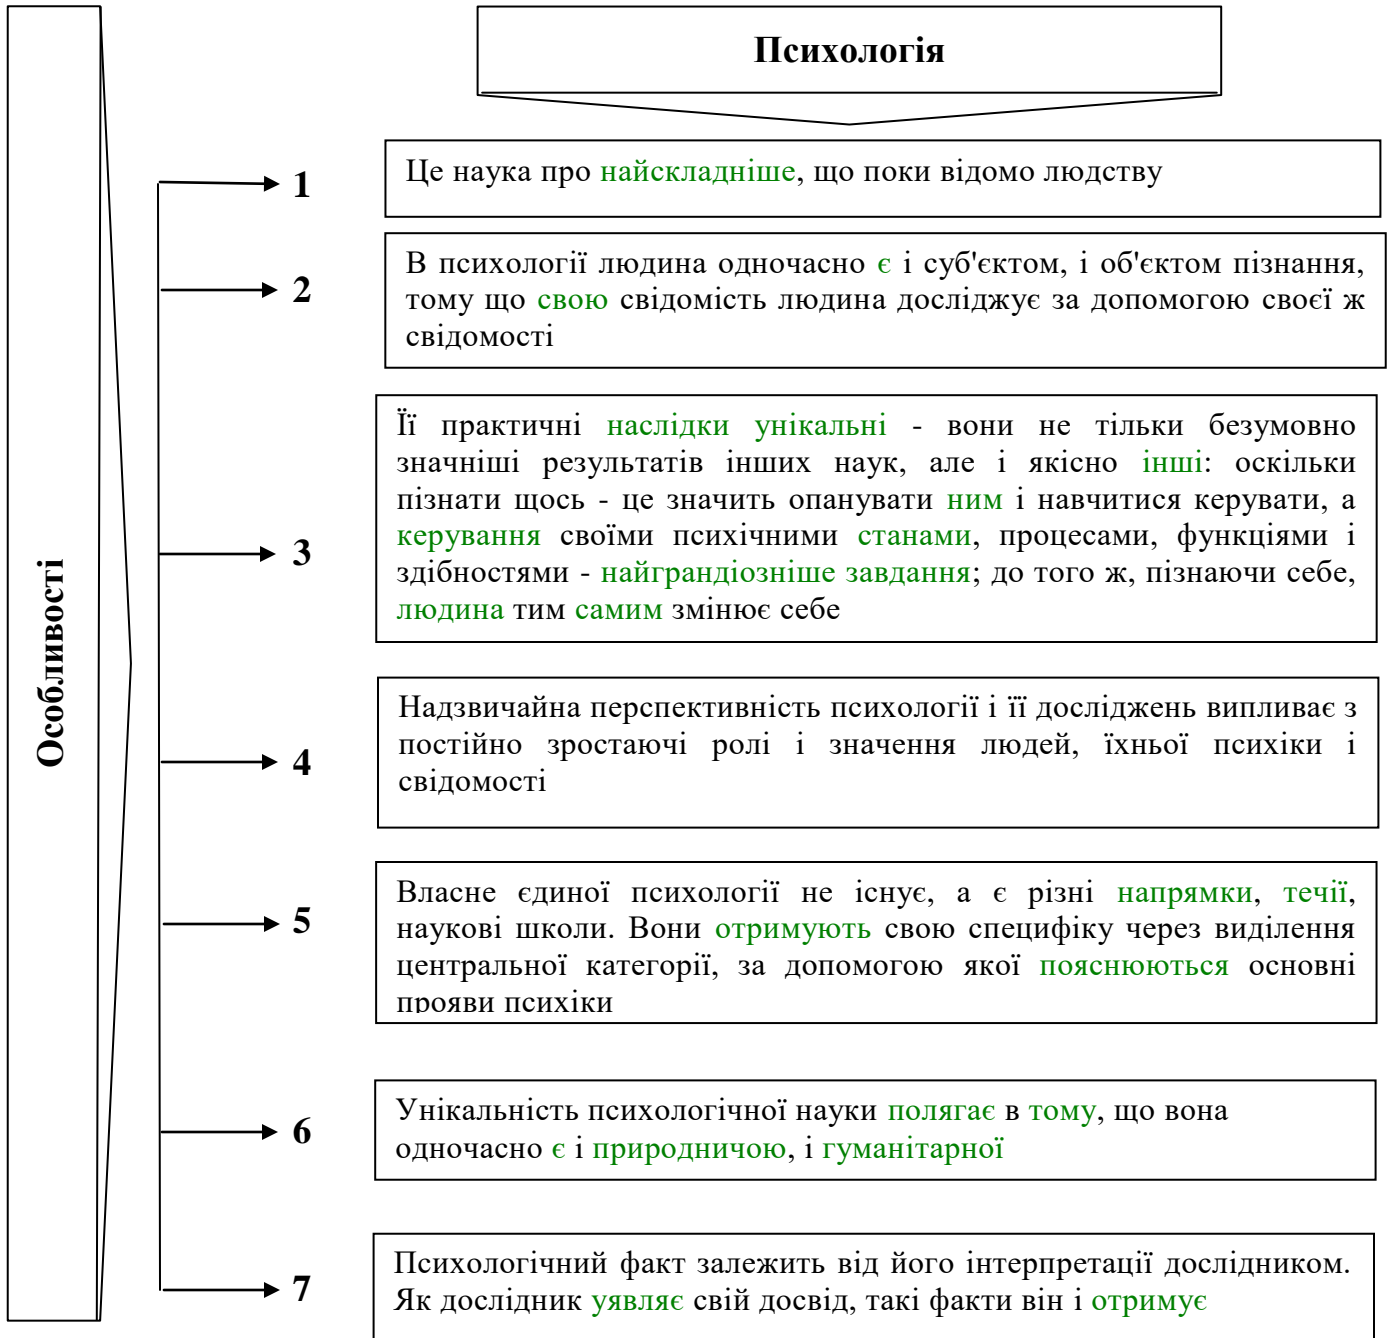 Психологія
Особливості
1
Це наука про найскладніше, що поки відомо людству
2
В психології людина одночасно є і суб'єктом, і об'єктом пізнання,
тому що свою свідомість людина досліджує за допомогою своєї ж
свідомості
3
Її практичні наслідки унікальні - вони не тільки безумовно
значніші результатів інших наук, але і якісно інші: оскільки
пізнати щось - це значить опанувати ним і навчитися керувати, а
керування своїми психічними станами, процесами, функціями і
здібностями - найграндіозніше завдання; до того ж, пізнаючи себе,
людина тим самим змінює себе
4
Надзвичайна перспективність психології і її досліджень випливає з
постійно зростаючі ролі і значення людей, їхньої психіки і
свідомості
5
Власне єдиної психології не існує, а є різні напрямки, течії,
наукові школи. Вони отримують свою специфіку через виділення
центральної категорії, за допомогою якої пояснюються основні
прояви психіки
6
Унікальність психологічної науки полягає в тому, що вона
одночасно є і природничою, і гуманітарної
7
Психологічний факт залежить від його інтерпретації дослідником.
Як дослідник уявляє свій досвід, такі факти він і отримує